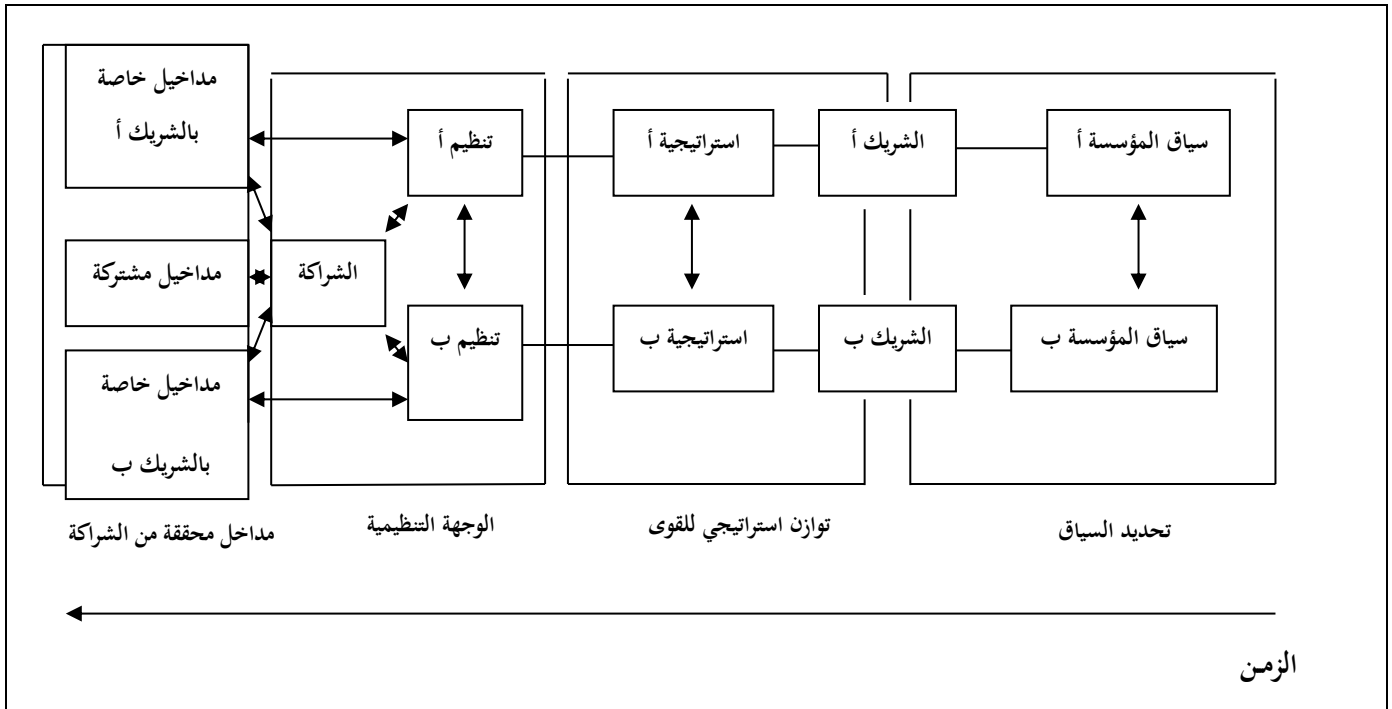 سياق المؤسسة أ
الشريك أ
استراتيجية أ
تنظيم أ
مداخيل خاصة
بالشريك أ
الشراكة
مداخيل مشتركة
سياق المؤسسة ب
الشريك ب
استراتيجية ب
تنظيم ب
مداخيل خاصة
بالشريك ب
تحديد السياق
توازن استراتيجي للقوى
الوجهة التنظيمية
مداخل محققة من الشراكة
الزمن